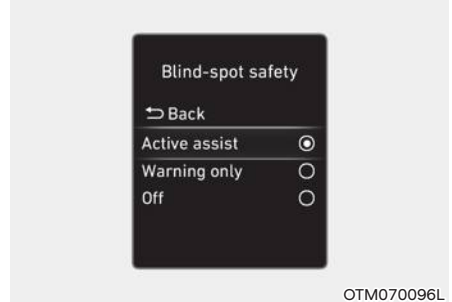 Blind-spot safety
Back
Active assist
Warning only
Off
OTM070096L